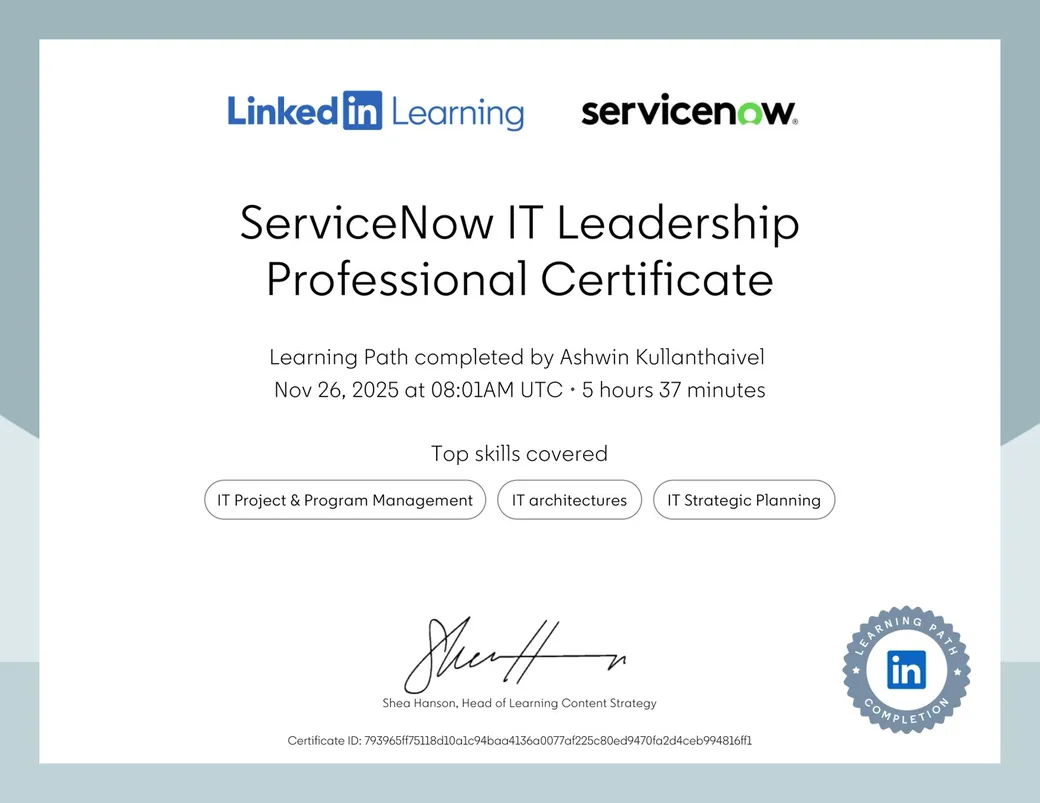 LinkedIn Learning
servicenow®
ServiceNow IT Leadership
Professional Certificate
Learning Path completed by Ashwin Kullanthaivel
Nov 26, 2025 at 08:01AM UTC • 5 hours 37 minutes
Top skills covered
IT Project & Program Management
IT architectures
IT Strategic Planning
Shea Hanson, Head of Learning Content Strategy
Certificate ID: 793965ff75118d10a1c94baa4136a0077af225c80ed9470fa2d4ceb994816ff1
LEARNING PATH
in
COMPLETION